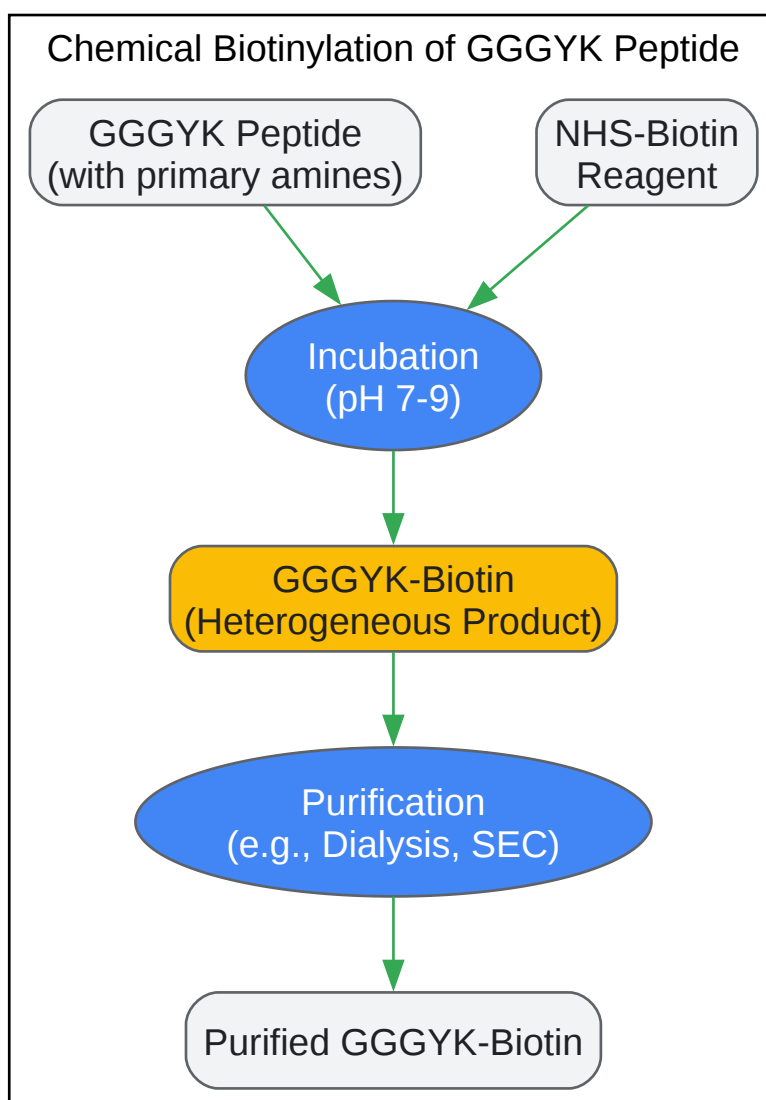 Chemical Biotinylation of GGGYK Peptide
GGGYK Peptide
(with primary amines)
NHS-Biotin
Reagent
Incubation
(pH 7-9)
GGGYK-Biotin
(Heterogeneous Product)
Purification
(e.g., Dialysis, SEC)
Purified GGGYK-Biotin